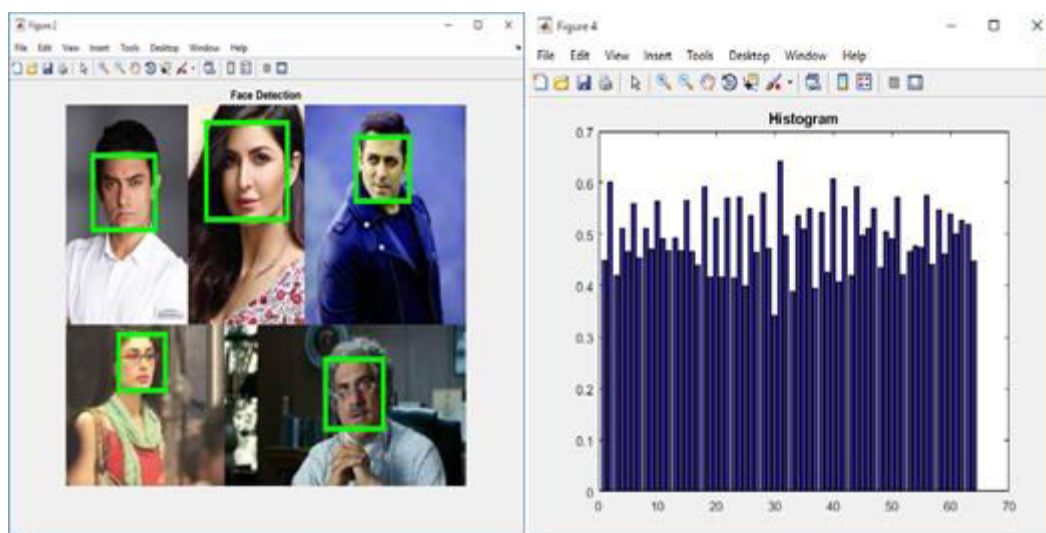 Figure 2
File Edit View Insert Tools Desktop Window Help
Face Detection
Figure 4
File Edit View Insert Tools Desktop Window Help
Histogram
0.7
0.6
0.5
0.4
0.3
0.2
0.1
0
0 10 20 30 40 50 60 70